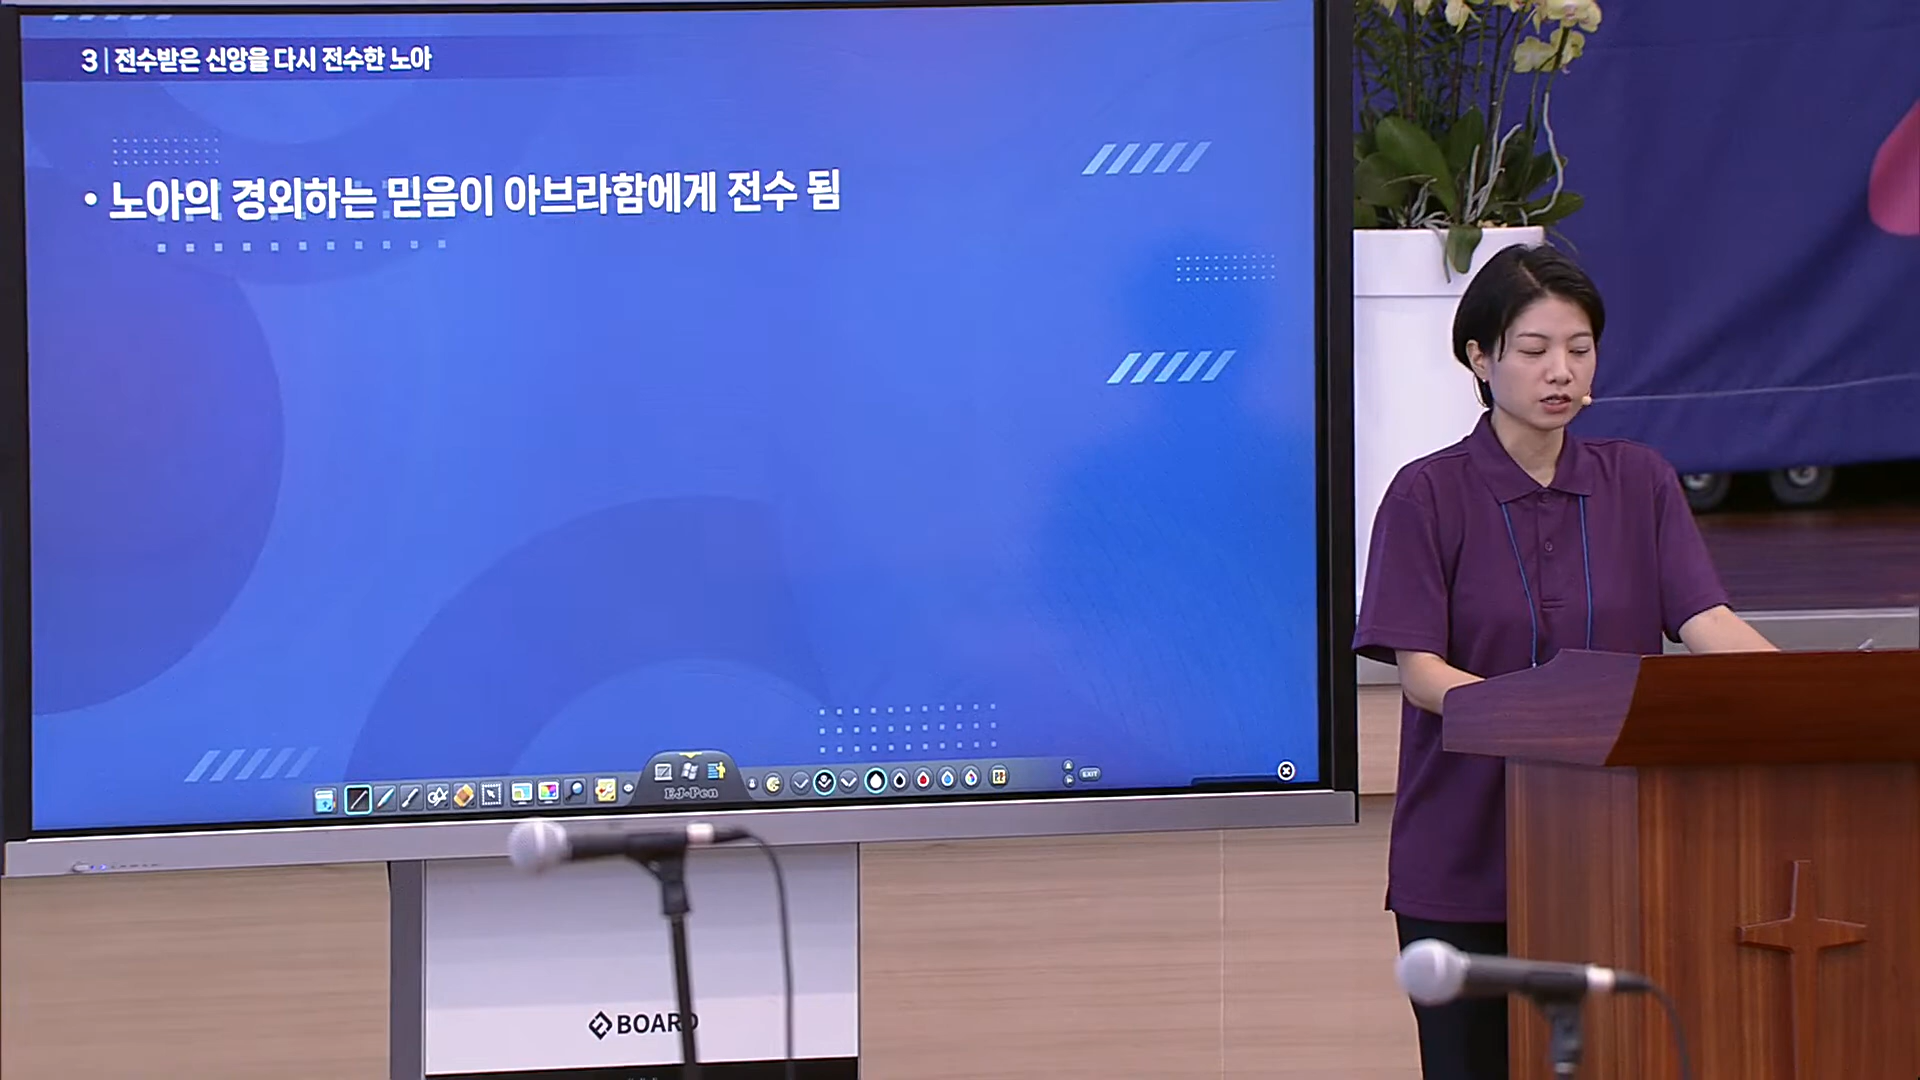 3 | 전수받은 신앙을 다시 전수한 노아
• 노아의 경외하는 믿음이 아브라함에게 전수 됨
EJ-Pen
EXIT
BOARD